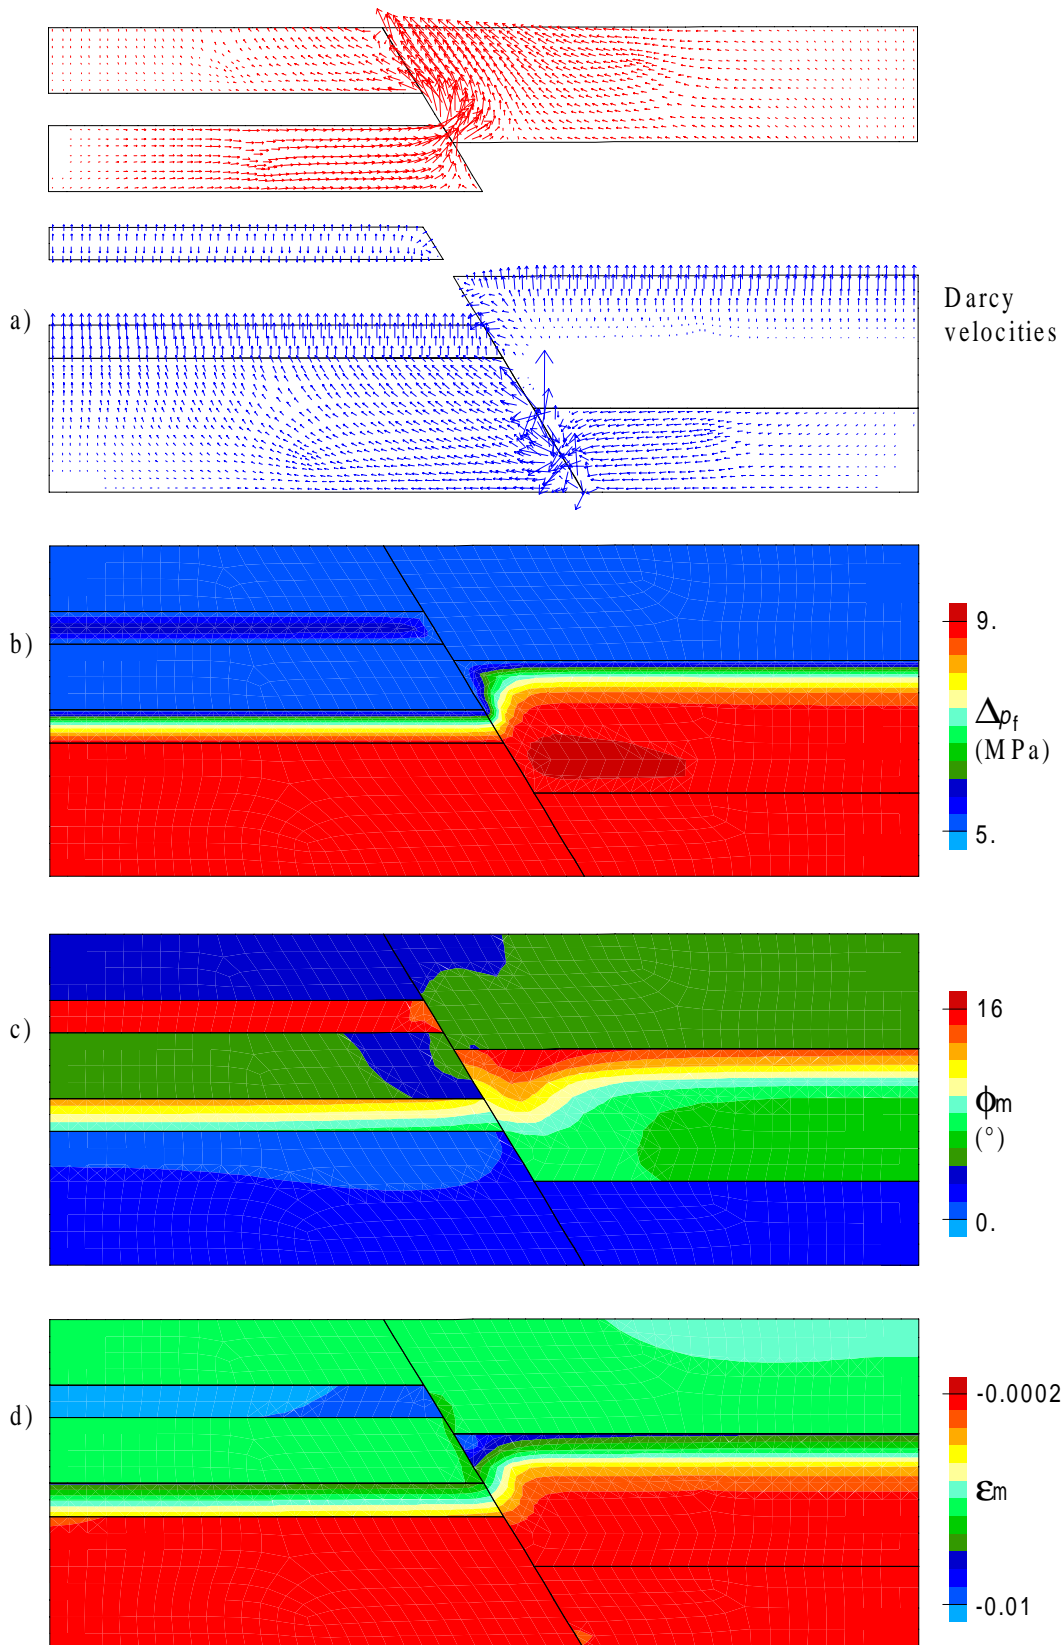 a)
Darcy
velocities
b)
9.
Δpf
(MPa)
5.
c)
16
ϕm
(°)
0.
d)
-0.0002
εm
-0.01